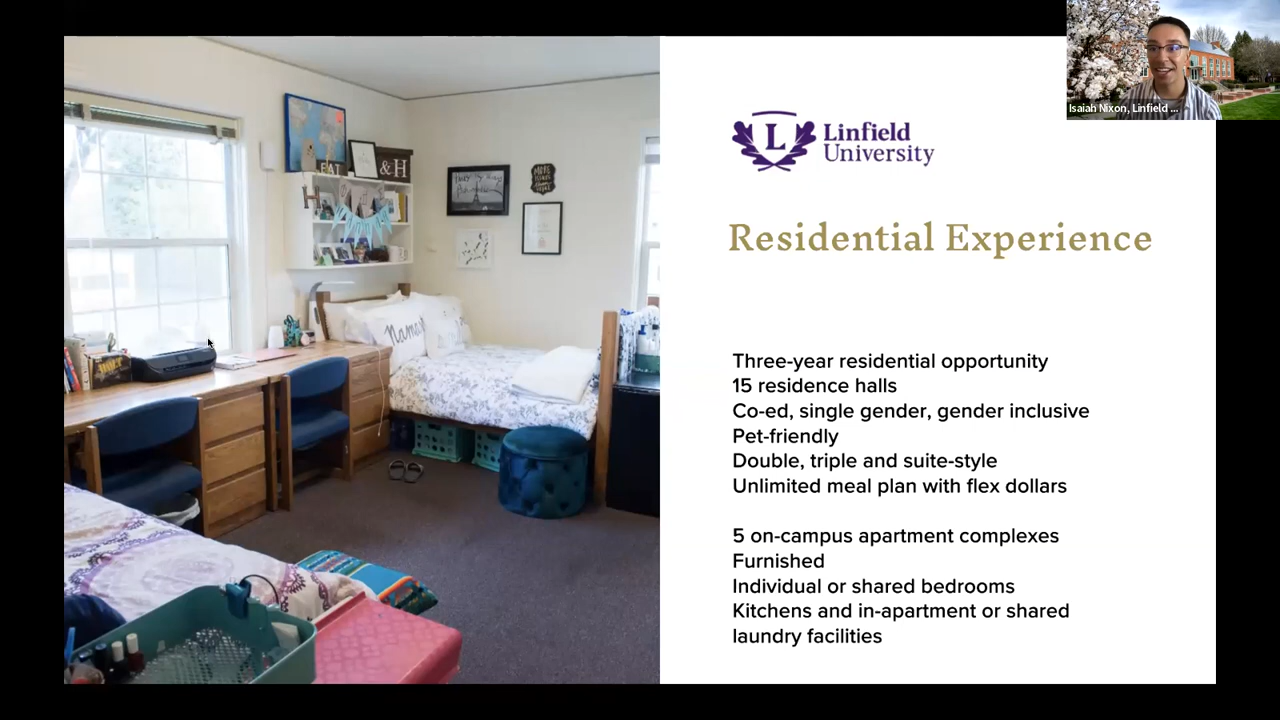 Isaiah Nixon, Linfield ...
L
Linfield
University
Residential Experience
Three-year residential opportunity
15 residence halls
Co-ed, single gender, gender inclusive
Pet-friendly
Double, triple and suite-style
Unlimited meal plan with flex dollars
5 on-campus apartment complexes
Furnished
Individual or shared bedrooms
Kitchens and in-apartment or shared
laundry facilities
EAT
&H
H